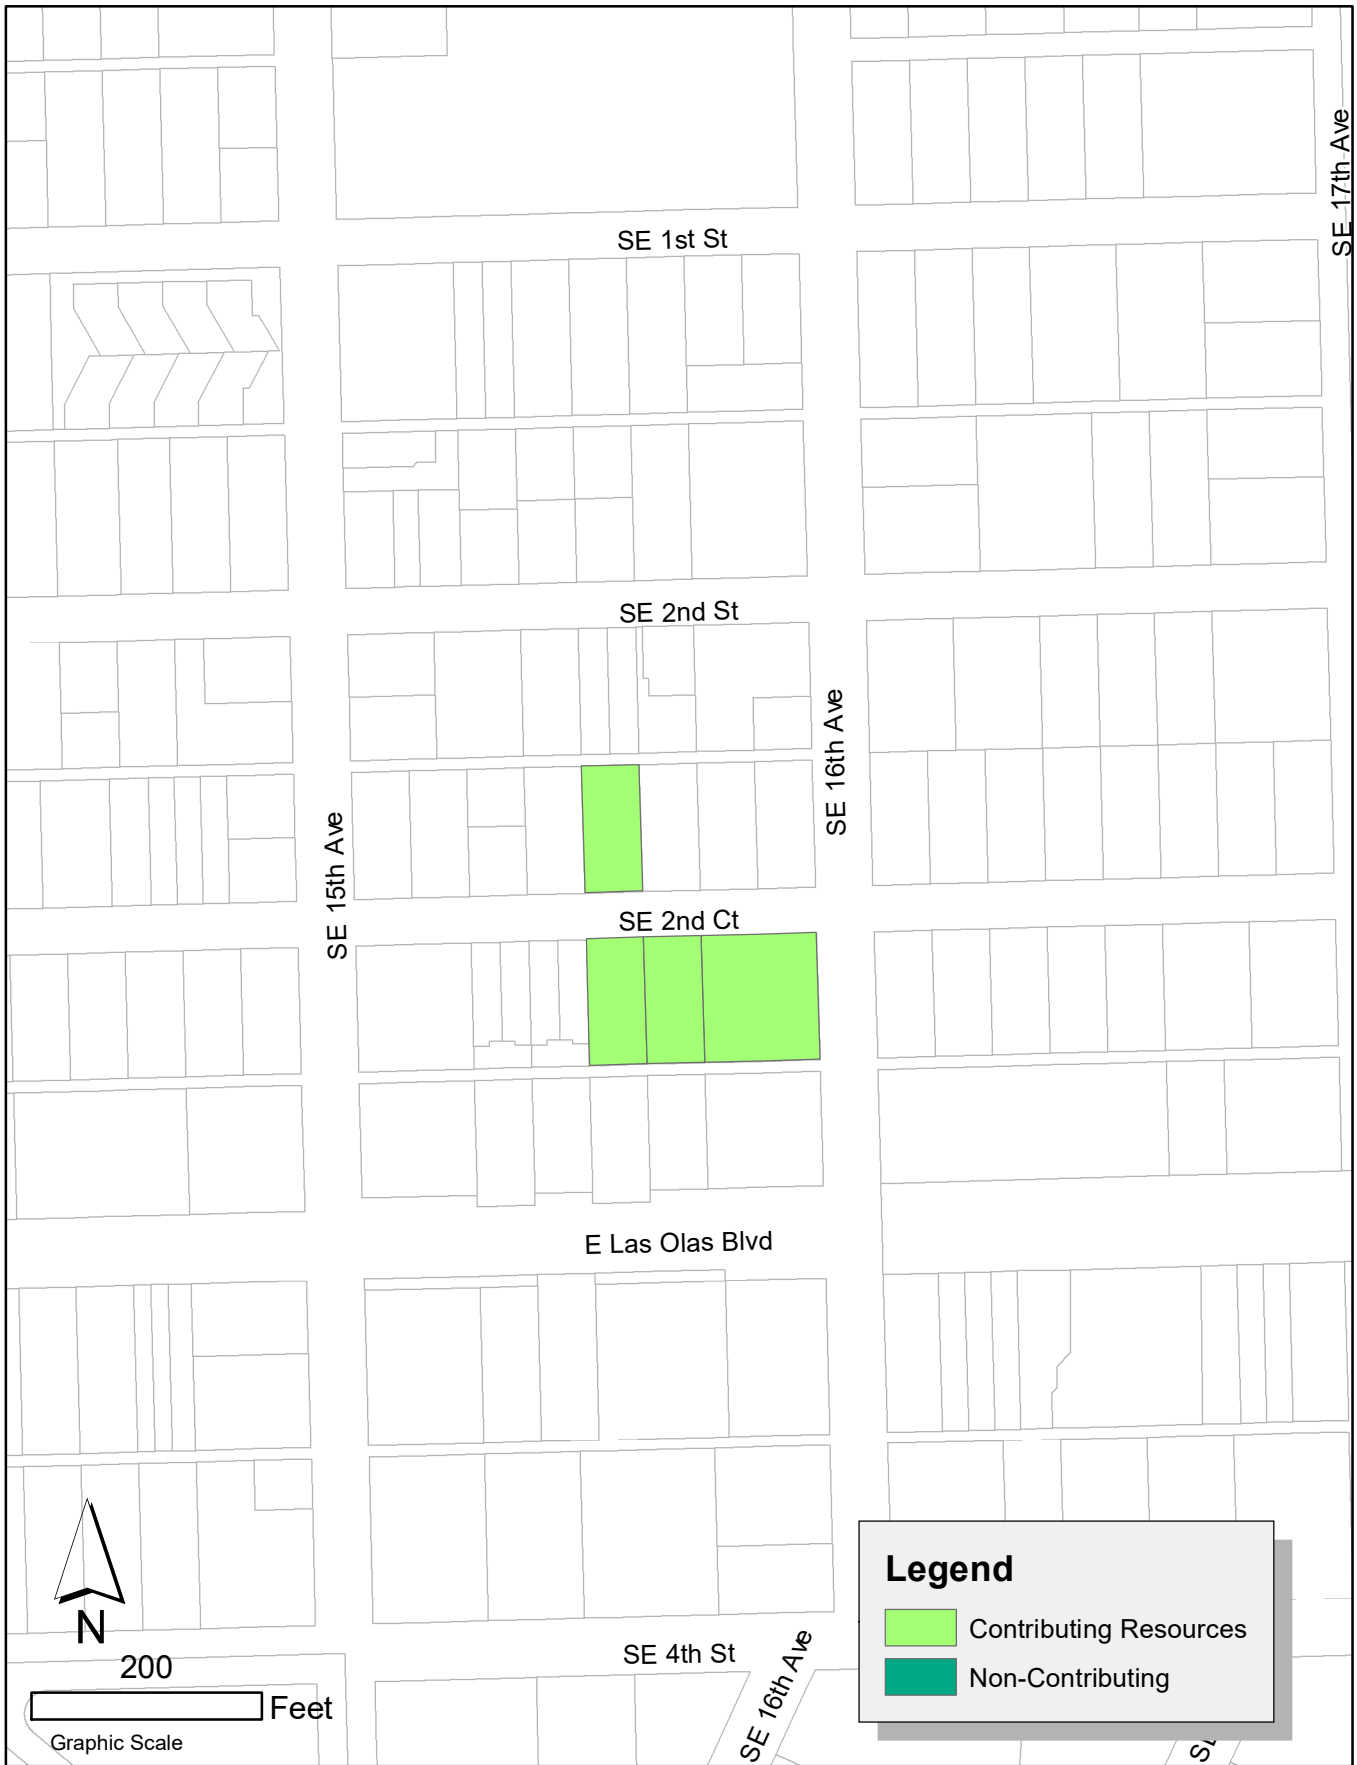 SE 17th Ave
SE 1st St
SE 2nd St
SE 16th Ave
SE 15th Ave
SE 2nd Ct
E Las Olas Blvd
Legend
Contributing Resources
Non-Contributing
N
200
Feet
Graphic Scale
SE 4th St
SE 16th Ave